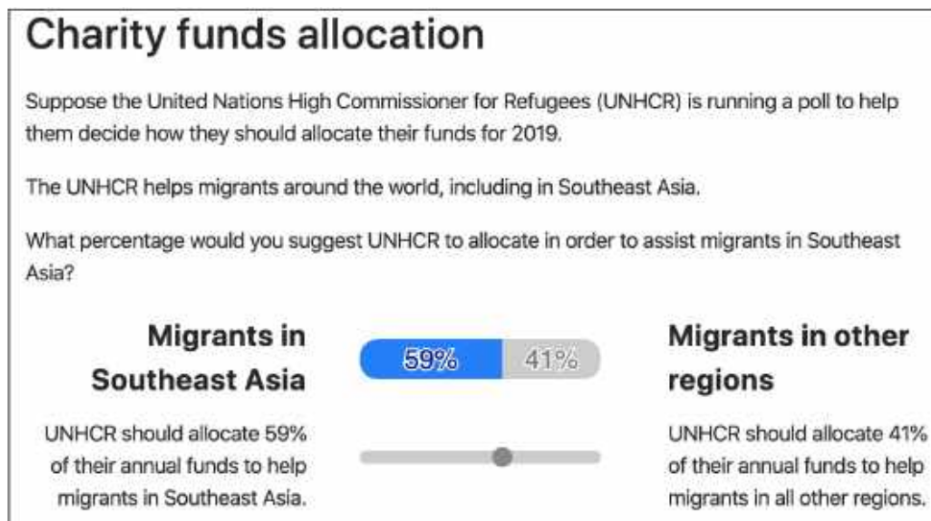 Charity funds allocation
Suppose the United Nations High Commissioner for Refugees (UNHCR) is running a poll to help
them decide how they should allocate their funds for 2019.
The UNHCR helps migrants around the world, including in Southeast Asia.
What percentage would you suggest UNHCR to allocate in order to assist migrants in Southeast
Asia?
Migrants in
Southeast Asia
UNHCR should allocate 59%
of their annual funds to help
migrants in Southeast Asia.
59% 41%
Migrants in other
regions
UNHCR should allocate 41%
of their annual funds to help
migrants in all other regions.